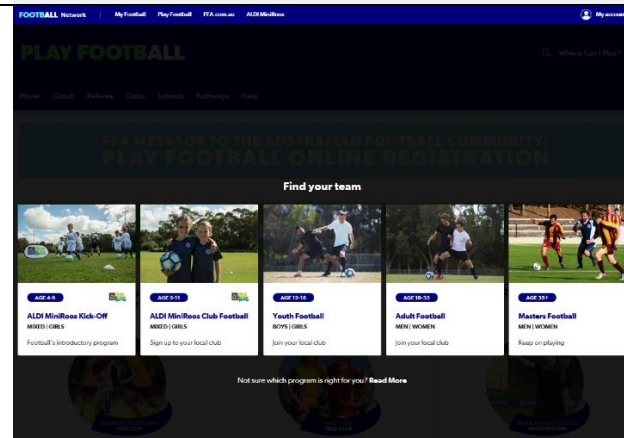 FOOTBALL Network | My Football Play Football FFA.com.au ALDI MiniRoos My account
PLAY FOOTBALL
Where Can I Play?
Player Coach Referee Clubs Schools Pathways Help
FFA MESSAGE TO THE AUSTRALIAN FOOTBALL COMMUNITY:
PLAY FOOTBALL ONLINE REGISTRATION
Find your team
AGE 4-9
ALDI MiniRoos Kick-Off
MIXED | GIRLS
Football's introductory program
AGE 5-11
ALDI MiniRoos Club Football
MIXED | GIRLS
Sign up to your local club
AGE 12-18
Youth Football
BOYS | GIRLS
Join your local club
AGE 18-35
Adult Football
MEN | WOMEN
Join your local club
AGE 35+
Masters Football
MEN | WOMEN
Keep on playing
Not sure which program is right for you? Read More